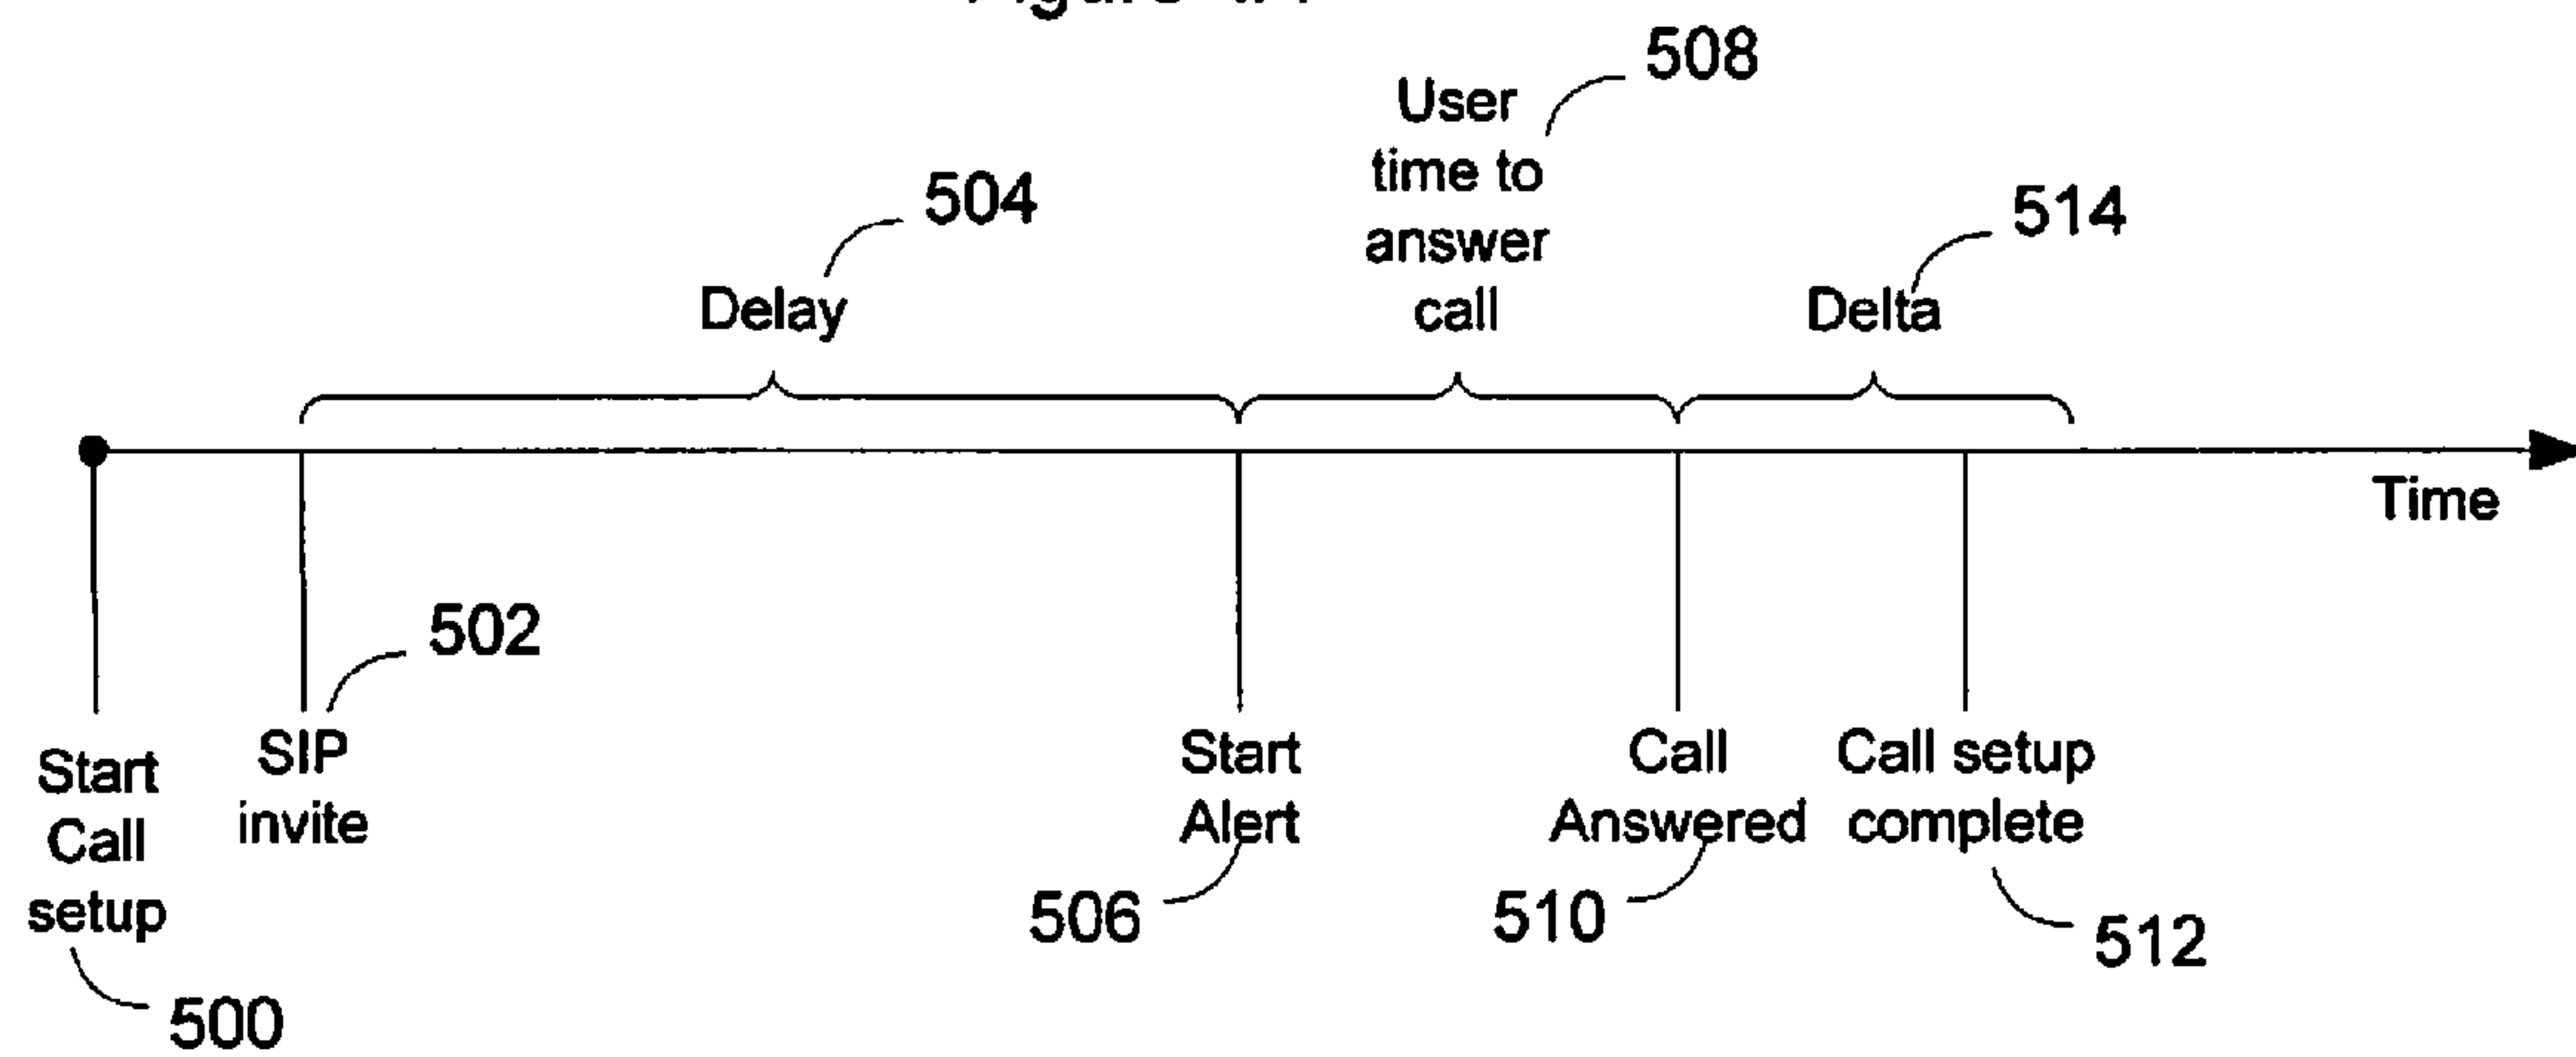 508
User
time to
answer
call
504
Delay
514
Delta
Time
502
SIP
invite
Start
Call
setup
500
Start
Alert
506
Call
Answered
510
Call setup
complete
512